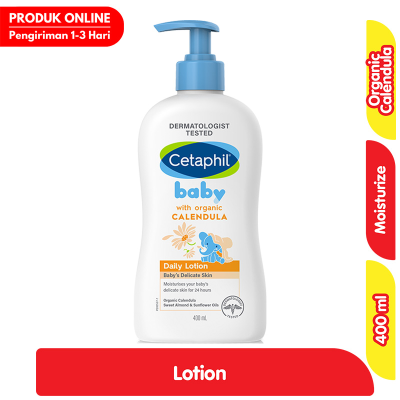 PRODUK ONLINE
Pengiriman 1-3 Hari
DERMATOLOGIST
TESTED
Cetaphil
baby
with organic
CALENDULA
Daily Lotion
Baby's Delicate Skin
Moisturises your baby's
delicate skin for 24 hours
Organic Calendula
Sweet Almond & Sunflower Oils
400 mL
Organic
Calendula
Moisturize
400 ml
Lotion